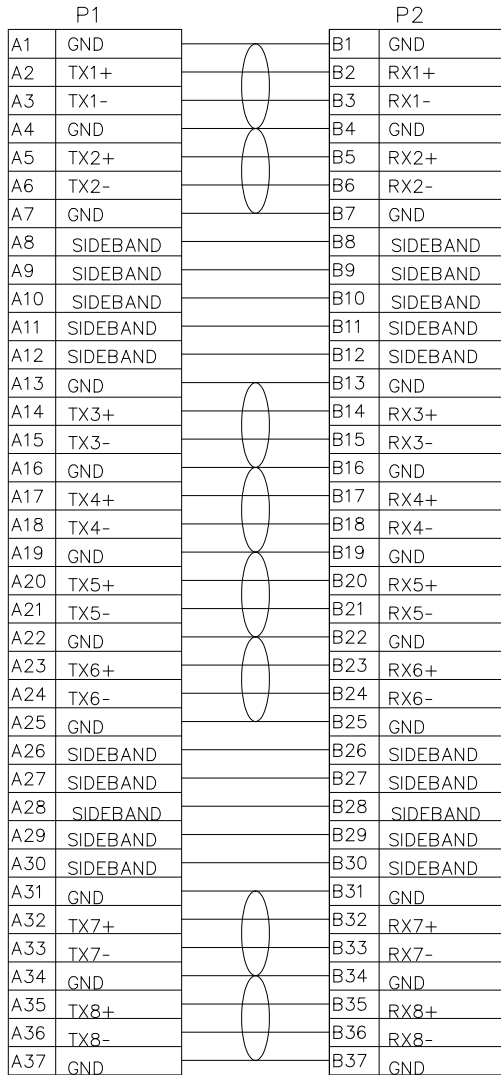 P1 P2
A1 GND B1 GND
A2 TX1+ B2 RX1+
A3 TX1- B3 RX1-
A4 GND B4 GND
A5 TX2+ B5 RX2+
A6 TX2- B6 RX2-
A7 GND B7 GND
A8 SIDEBAND B8 SIDEBAND
A9 SIDEBAND B9 SIDEBAND
A10 SIDEBAND B10 SIDEBAND
A11 SIDEBAND B11 SIDEBAND
A12 SIDEBAND B12 SIDEBAND
A13 GND B13 GND
A14 TX3+ B14 RX3+
A15 TX3- B15 RX3-
A16 GND B16 GND
A17 TX4+ B17 RX4+
A18 TX4- B18 RX4-
A19 GND B19 GND
A20 TX5+ B20 RX5+
A21 TX5- B21 RX5-
A22 GND B22 GND
A23 TX6+ B23 RX6+
A24 TX6- B24 RX6-
A25 GND B25 GND
A26 SIDEBAND B26 SIDEBAND
A27 SIDEBAND B27 SIDEBAND
A28 SIDEBAND B28 SIDEBAND
A29 SIDEBAND B29 SIDEBAND
A30 SIDEBAND B30 SIDEBAND
A31 GND B31 GND
A32 TX7+ B32 RX7+
A33 TX7- B33 RX7-
A34 GND B34 GND
A35 TX8+ B35 RX8+
A36 TX8- B36 RX8-
A37 GND B37 GND